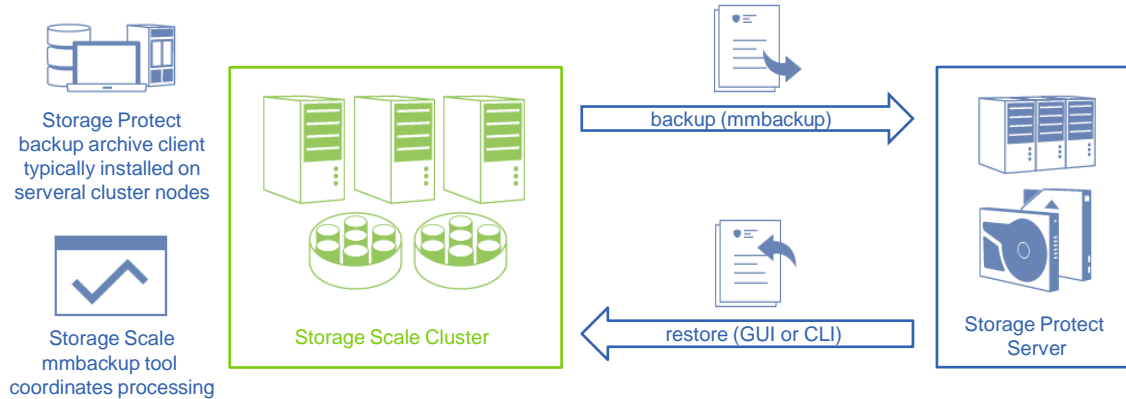 Storage Protect
backup archive client
typically installed on
serveral cluster nodes
Storage Scale
mmbackup tool
coordinates processing
Storage Scale Cluster
backup (mmbackup)
restore (GUI or CLI)
Storage Protect
Server